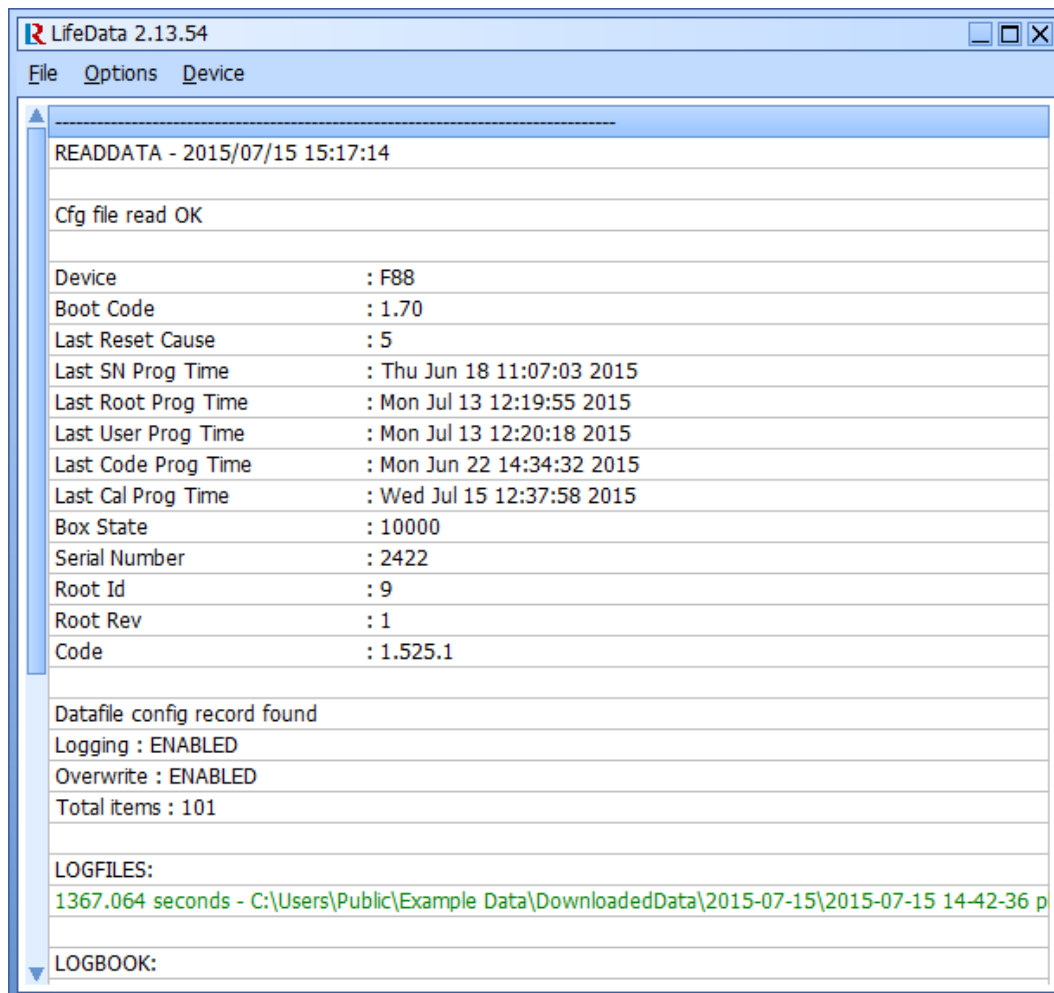 LifeData 2.13.54
File Options Device
--------------------------------------------------------------------------------
READDATA - 2015/07/15 15:17:14
Cfg file read OK
Device : F88
Boot Code : 1.70
Last Reset Cause : 5
Last SN Prog Time : Thu Jun 18 11:07:03 2015
Last Root Prog Time : Mon Jul 13 12:19:55 2015
Last User Prog Time : Mon Jul 13 12:20:18 2015
Last Code Prog Time : Mon Jun 22 14:34:32 2015
Last Cal Prog Time : Wed Jul 15 12:37:58 2015
Box State : 10000
Serial Number : 2422
Root Id : 9
Root Rev : 1
Code : 1.525.1
Datafile config record found
Logging : ENABLED
Overwrite : ENABLED
Total items : 101
LOGFILES:
1367.064 seconds - C:\Users\Public\Example Data\DownloadedData\2015-07-15\2015-07-15 14-42-36 p
LOGBOOK: